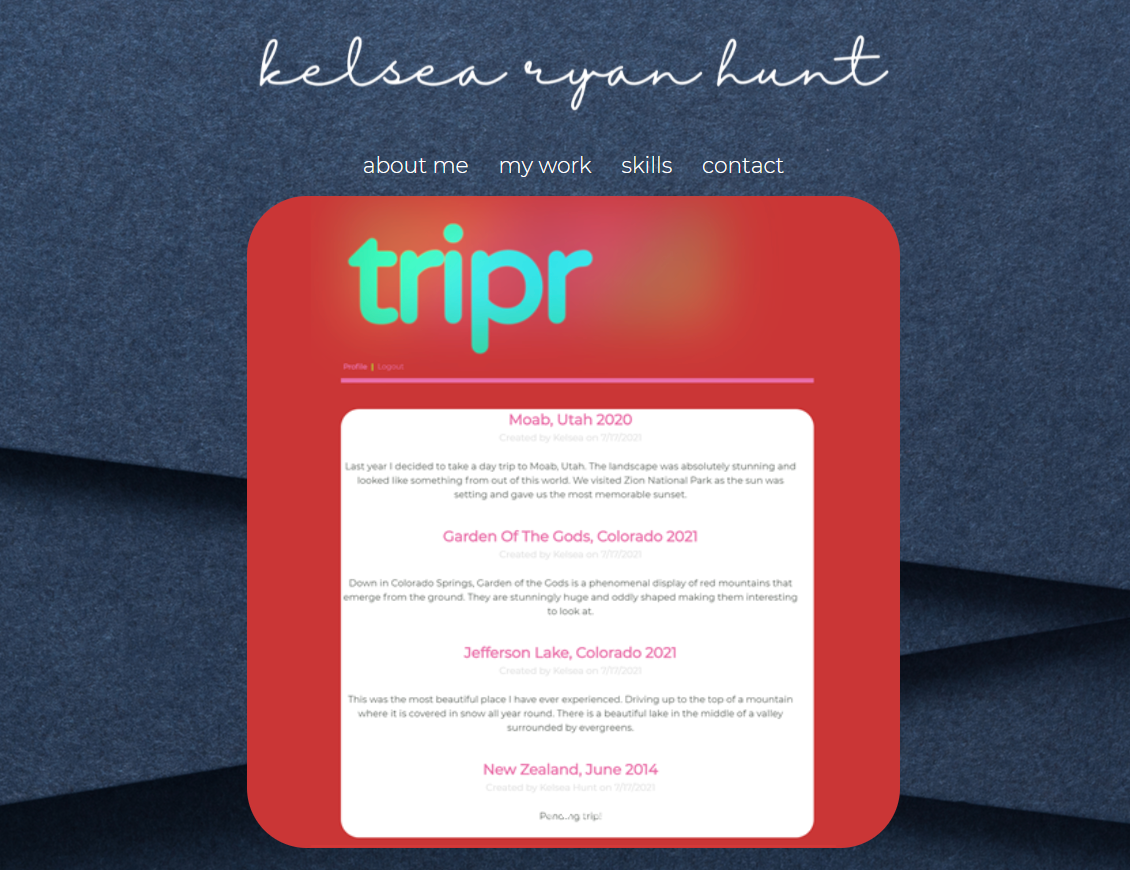 kelsea ryan hunt
about me my work skills contact
tripr
Profile | Logout
Moab, Utah 2020
Created by Kelsea on 7/17/2021
Last year I decided to take a day trip to Moab, Utah. The landscape was absolutely stunning and
looked like something from out of this world. We visited Zion National Park as the sun was
setting and gave us the most memorable sunset.
Garden Of The Gods, Colorado 2021
Created by Kelsea on 7/17/2021
Down in Colorado Springs, Garden of the Gods is a phenomenal display of red mountains that
emerge from the ground. They are stunningly huge and oddly shaped making them interesting
to look at.
Jefferson Lake, Colorado 2021
Created by Kelsea on 7/17/2021
This was the most beautiful place I have ever experienced. Driving up to the top of a mountain
where it is covered in snow all year round. There is a beautiful lake in the middle of a valley
surrounded by evergreens.
New Zealand, June 2014
Created by Kelsea Hunt on 7/17/2021
trip!